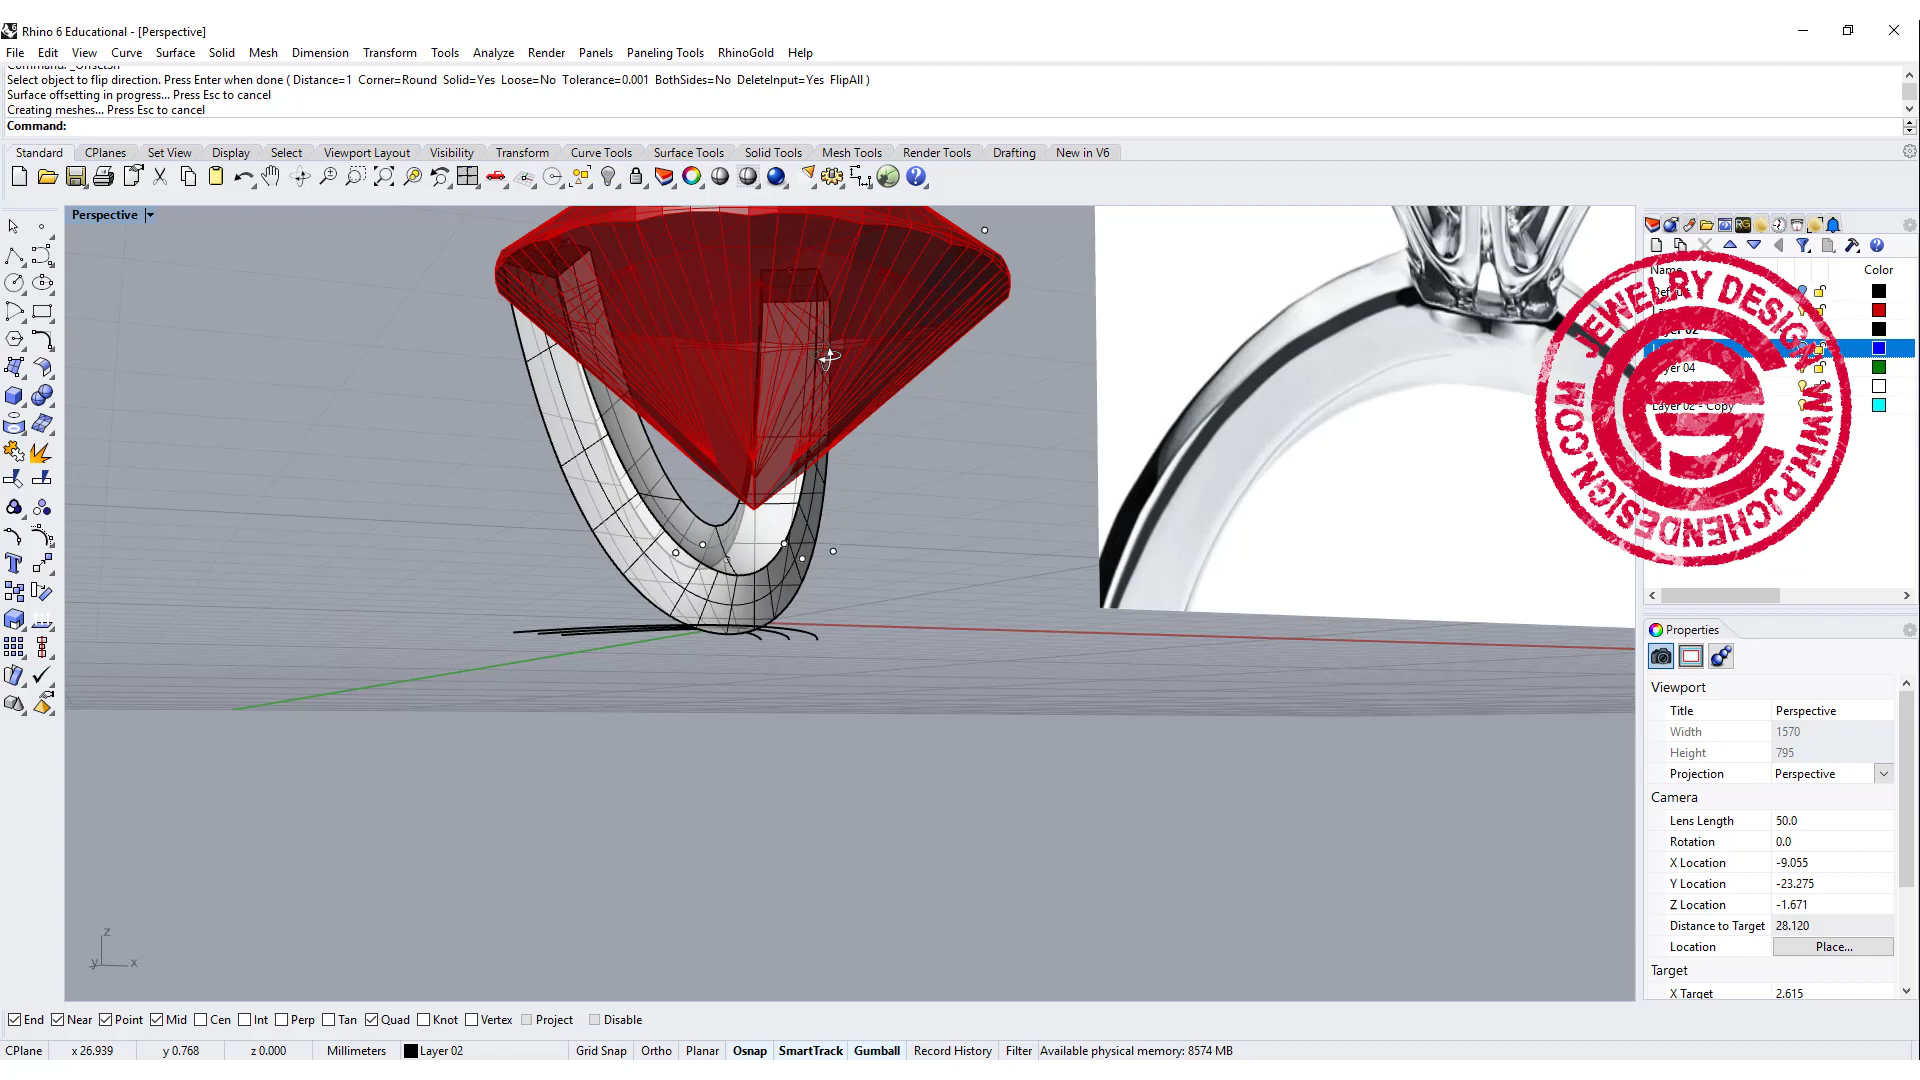 Rhino 6 Educational - [Perspective]
File Edit View Curve Surface Solid Mesh Dimension Transform Tools Analyze Render Panels Paneling Tools RhinoGold Help
Select object to flip direction. Press Enter when done ( Distance=1 Corner=Round Solid=Yes Loose=No Tolerance=0.001 BothSides=No DeleteInput=Yes FlipAll )
Surface offsetting in progress... Press Esc to cancel
Creating meshes... Press Esc to cancel
Command:
Standard CPlanes Set View Display Select Viewport Layout Visibility Transform Curve Tools Surface Tools Solid Tools Mesh Tools Render Tools Drafting New in V6
Perspective
Name Color
Layer 02
Layer 04
Layer 02 - Copy
JEWELRY DESIGN
WWW.PJCHENDESIGN.COM
Properties
Viewport
Title Perspective
Width 1570
Height 795
Projection Perspective
Camera
Lens Length 50.0
Rotation 0.0
X Location -9.055
Y Location -23.275
Z Location -1.671
Distance to Target 28.120
Location Place...
Target
X Target 2.615
z
y x
End Near Point Mid Cen Int Perp Tan Quad Knot Vertex Project Disable
CPlane x 26.939 y 0.768 z 0.000 Millimeters Layer 02 Grid Snap Ortho Planar Osnap SmartTrack Gumball Record History Filter Available physical memory: 8574 MB